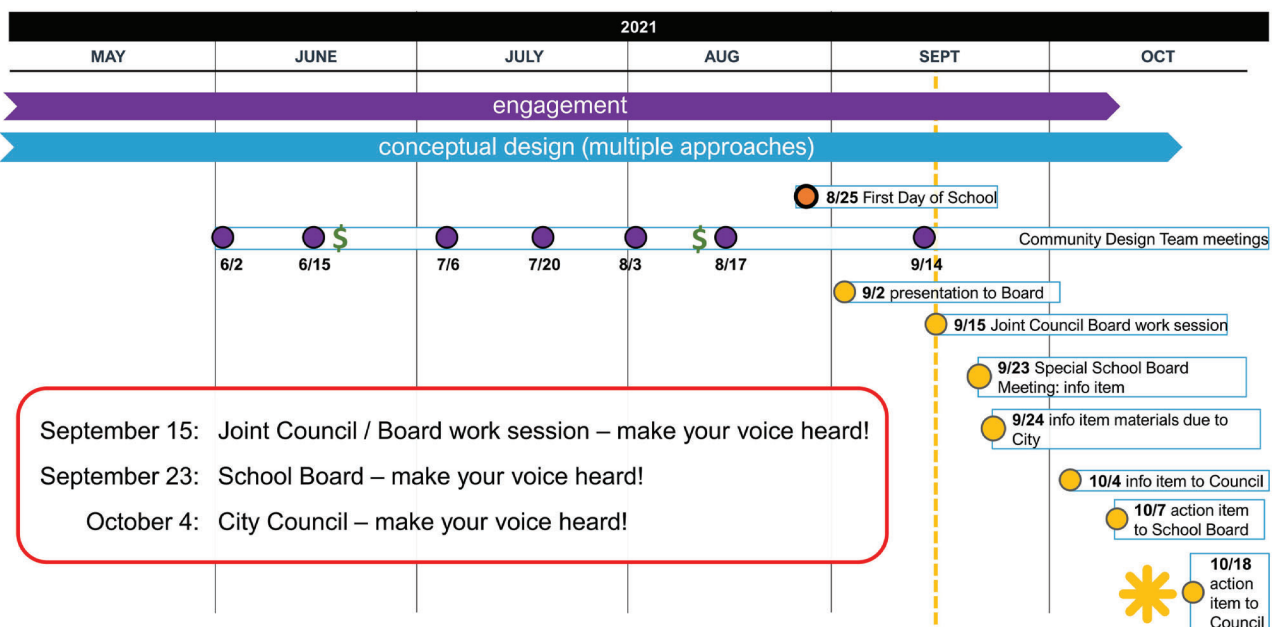 2021
MAY JUNE JULY AUG SEPT OCT
engagement
conceptual design (multiple approaches)
8/25 First Day of School
$ $ Community Design Team meetings
6/2 6/15 7/6 7/20 8/3 8/17 9/14
9/2 presentation to Board
9/15 Joint Council Board work session
9/23 Special School Board
Meeting: info item
9/24 info item materials due to
City
September 15: Joint Council / Board work session – make your voice heard!
September 23: School Board – make your voice heard!
October 4: City Council – make your voice heard!
10/4 info item to Council
10/7 action item
to School Board
10/18
action
item to
Council